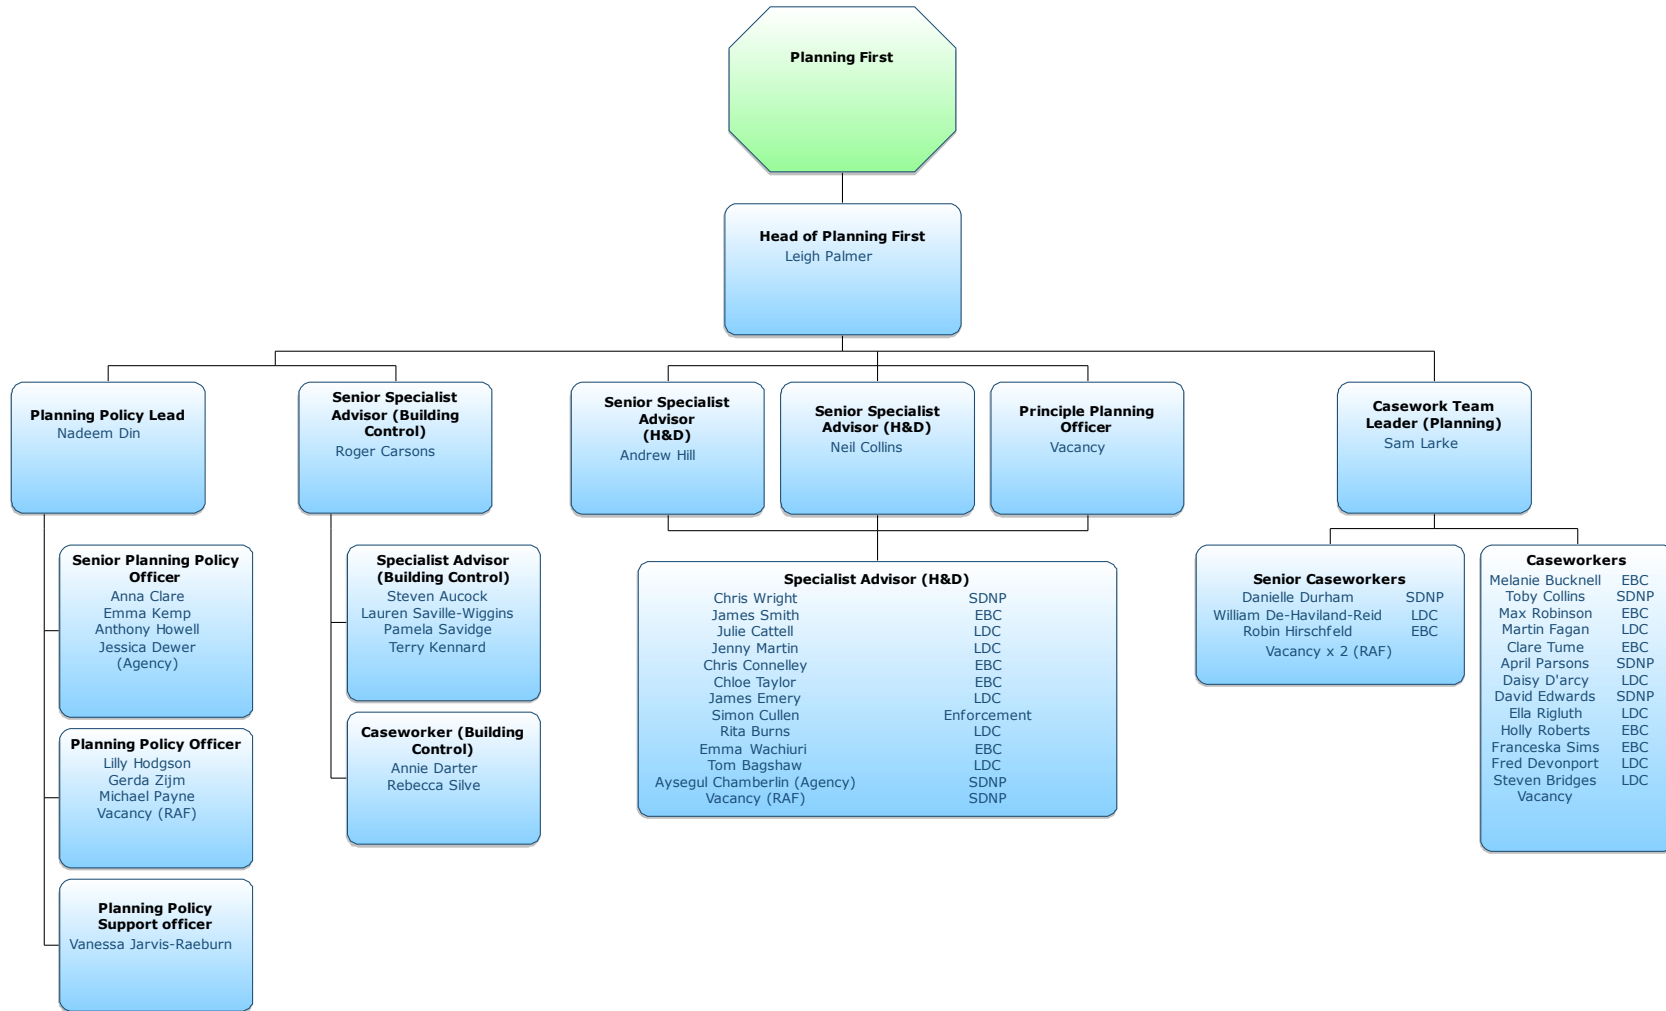 Planning First
Head of Planning First
Leigh Palmer
Planning Policy Lead
Nadeem Din
Senior Specialist
Advisor (Building
Control)
Roger Carsons
Senior Specialist
Advisor
(H&D)
Andrew Hill
Senior Specialist
Advisor (H&D)
Neil Collins
Principle Planning
Officer
Vacancy
Casework Team
Leader (Planning)
Sam Larke
Senior Planning Policy
Officer
Anna Clare
Emma Kemp
Anthony Howell
Jessica Dewer
(Agency)
Planning Policy Officer
Lilly Hodgson
Gerda Zijm
Michael Payne
Vacancy (RAF)
Planning Policy
Support officer
Vanessa Jarvis-Raeburn
Specialist Advisor
(Building Control)
Steven Aucock
Lauren Saville-Wiggins
Pamela Savidge
Terry Kennard
Caseworker (Building
Control)
Annie Darter
Rebecca Silve
Specialist Advisor (H&D)
Chris Wright SDNP
James Smith EBC
Julie Cattell LDC
Jenny Martin LDC
Chris Connelley EBC
Chloe Taylor EBC
James Emery LDC
Simon Cullen Enforcement
Rita Burns LDC
Emma Wachiuri EBC
Tom Bagshaw LDC
Aysegul Chamberlin (Agency) SDNP
Vacancy (RAF) SDNP
Senior Caseworkers
Danielle Durham SDNP
William De-Haviland-Reid LDC
Robin Hirschfeld EBC
Vacancy x 2 (RAF)
Caseworkers
Melanie Bucknell EBC
Toby Collins SDNP
Max Robinson EBC
Martin Fagan LDC
Clare Tume EBC
April Parsons SDNP
Daisy D'arcy LDC
David Edwards SDNP
Ella Rigluth LDC
Holly Roberts EBC
Franceska Sims EBC
Fred Devonport LDC
Steven Bridges LDC
Vacancy